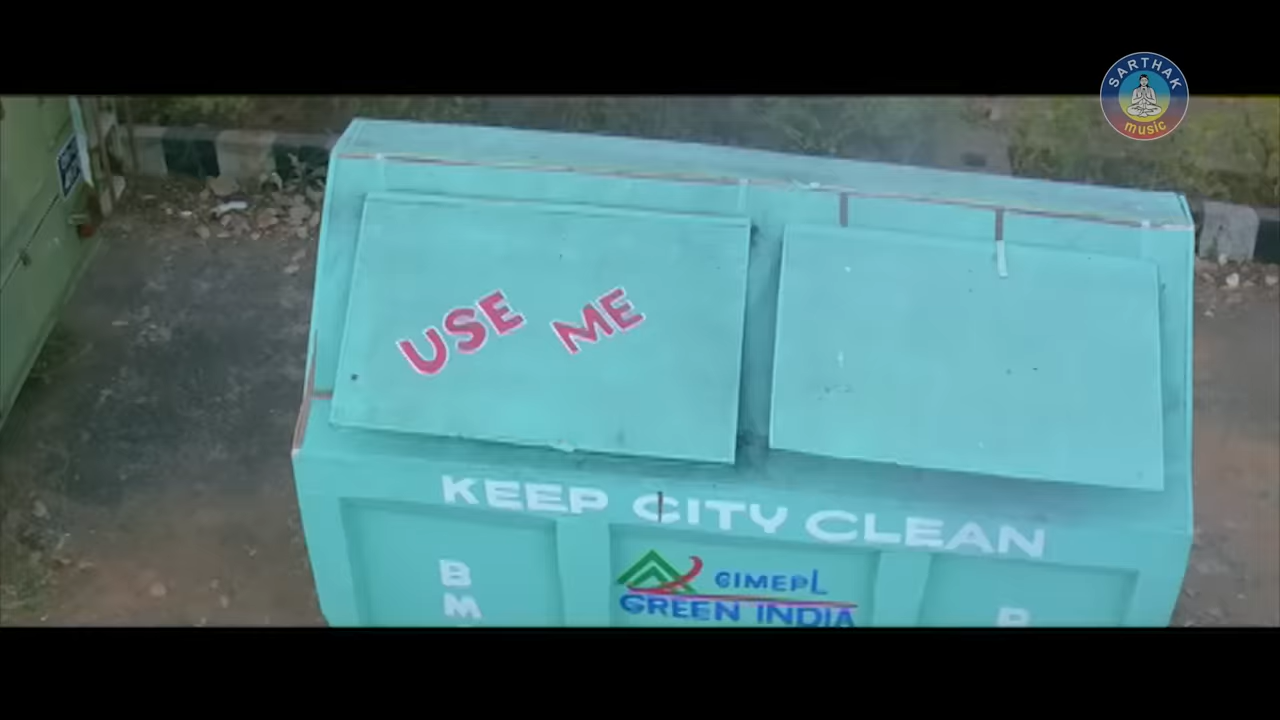 SARTHAK
music
USE ME
KEEP CITY CLEAN
B
M
GIMEPL
GREEN INDIA